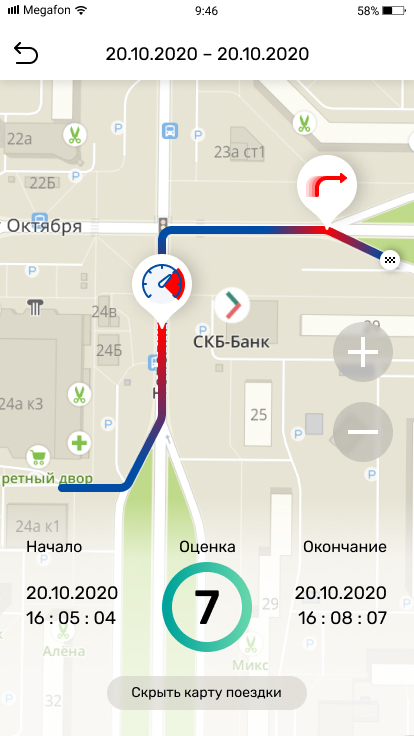 Megafon
9:46
58%
20.10.2020 – 20.10.2020
22а
P
P
23а ст1
22Б
P
Октября
P
24в
24Б
СКБ-Банк
24а к3
25
P
P
ретный двор
P
24а к1
Начало
Оценка
Окончание
20.10.2020
16 : 05 : 04
7
20.10.2020
16 : 08 : 07
29
Алёна
Микс
P
P
32
Скрыть карту поездки